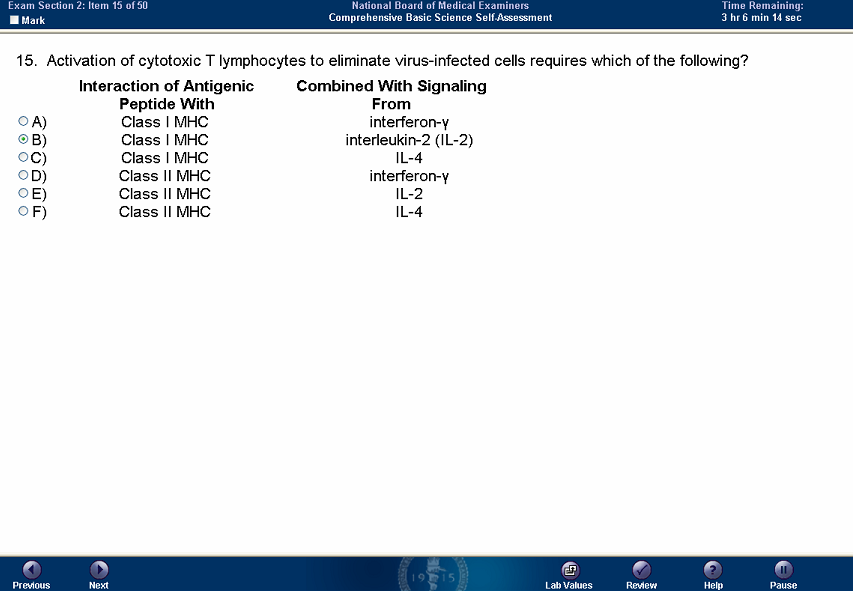 Exam Section 2: Item 15 of 50
National Board of Medical Examiners
Time Remaining:
Mark
Comprehensive Basic Science Self-Assessment
3 hr 6 min 14 sec
15. Activation of cytotoxic T lymphocytes to eliminate virus-infected cells requires which of the following?
Interaction of Antigenic Combined With Signaling
Peptide With From
A) Class I MHC interferon-γ
B) Class I MHC interleukin-2 (IL-2)
C) Class I MHC IL-4
D) Class II MHC interferon-γ
E) Class II MHC IL-2
F) Class II MHC IL-4
19 15
Previous Next Lab Values Review Help Pause